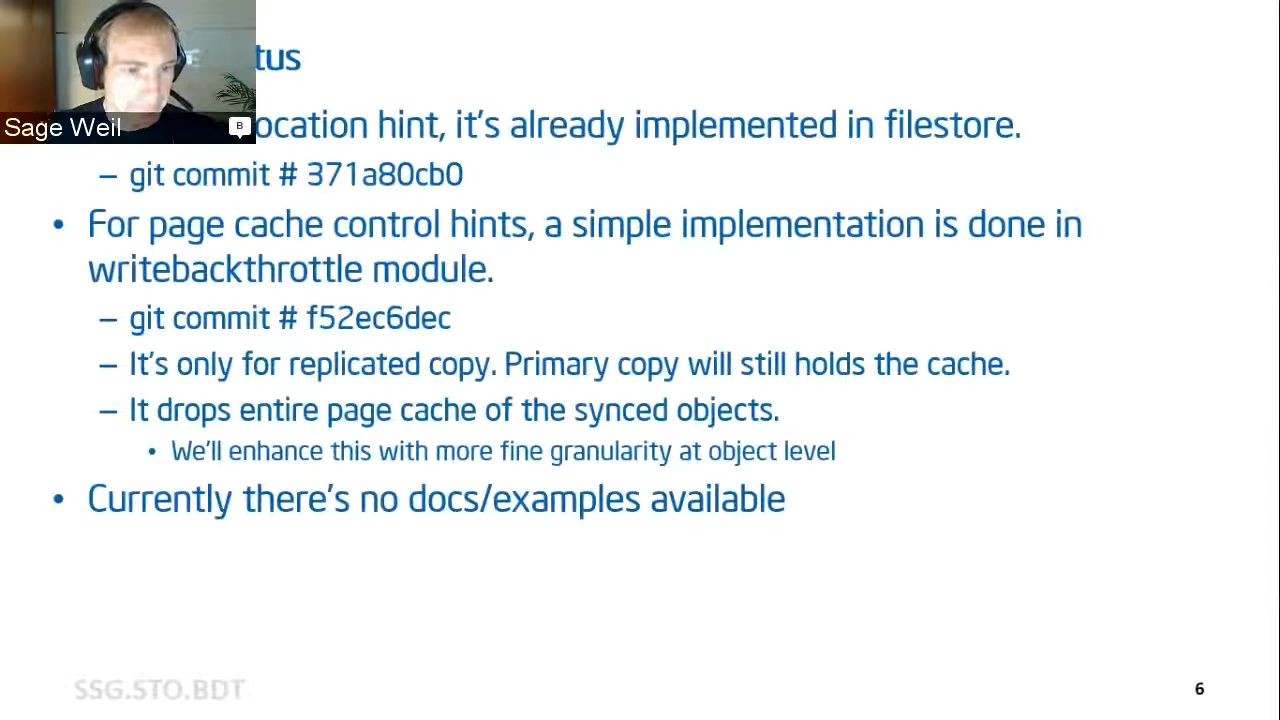 tus
ocation hint, it's already implemented in filestore.
Sage Weil
B
– git commit # 371a80cb0
• For page cache control hints, a simple implementation is done in
writebackthrottle module.
– git commit # f52ec6dec
– It's only for replicated copy. Primary copy will still holds the cache.
– It drops entire page cache of the synced objects.
• We'll enhance this with more fine granularity at object level
• Currently there's no docs/examples available
SSG.STO.BDT
6